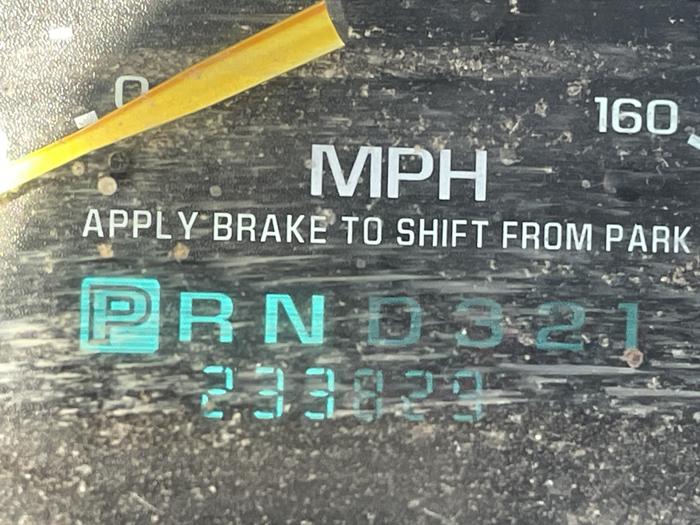 0
160
MPH
APPLY BRAKE TO SHIFT FROM PARK
P R N D 3 2 1
233829